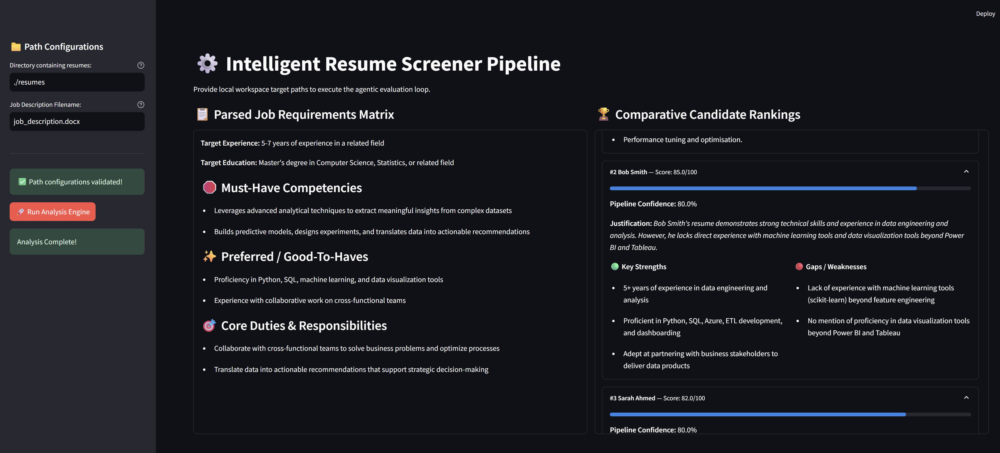 Deploy
Path Configurations
Directory containing resumes:
./resumes
Job Description Filename:
job_description.docx
Path configurations validated!
Run Analysis Engine
Analysis Complete!
Intelligent Resume Screener Pipeline
Provide local workspace target paths to execute the agentic evaluation loop.
Parsed Job Requirements Matrix
Target Experience: 5-7 years of experience in a related field
Target Education: Master's degree in Computer Science, Statistics, or related field
Must-Have Competencies
• Leverages advanced analytical techniques to extract meaningful insights from complex datasets
• Builds predictive models, designs experiments, and translates data into actionable recommendations
Preferred / Good-To-Haves
• Proficiency in Python, SQL, machine learning, and data visualization tools
• Experience with collaborative work on cross-functional teams
Core Duties & Responsibilities
• Collaborate with cross-functional teams to solve business problems and optimize processes
• Translate data into actionable recommendations that support strategic decision-making
Comparative Candidate Rankings
• Performance tuning and optimisation.
#2 Bob Smith — Score: 85.0/100
Pipeline Confidence: 80.0%
Justification: Bob Smith's resume demonstrates strong technical skills and experience in data engineering and
analysis. However, he lacks direct experience with machine learning tools and data visualization tools beyond Power
BI and Tableau.
Key Strengths
• 5+ years of experience in data engineering and
analysis
• Proficient in Python, SQL, Azure, ETL development,
and dashboarding
• Adept at partnering with business stakeholders to
deliver data products
Gaps / Weaknesses
• Lack of experience with machine learning tools
(scikit-learn) beyond feature engineering
• No mention of proficiency in data visualization tools
beyond Power BI and Tableau
#3 Sarah Ahmed — Score: 82.0/100
Pipeline Confidence: 80.0%